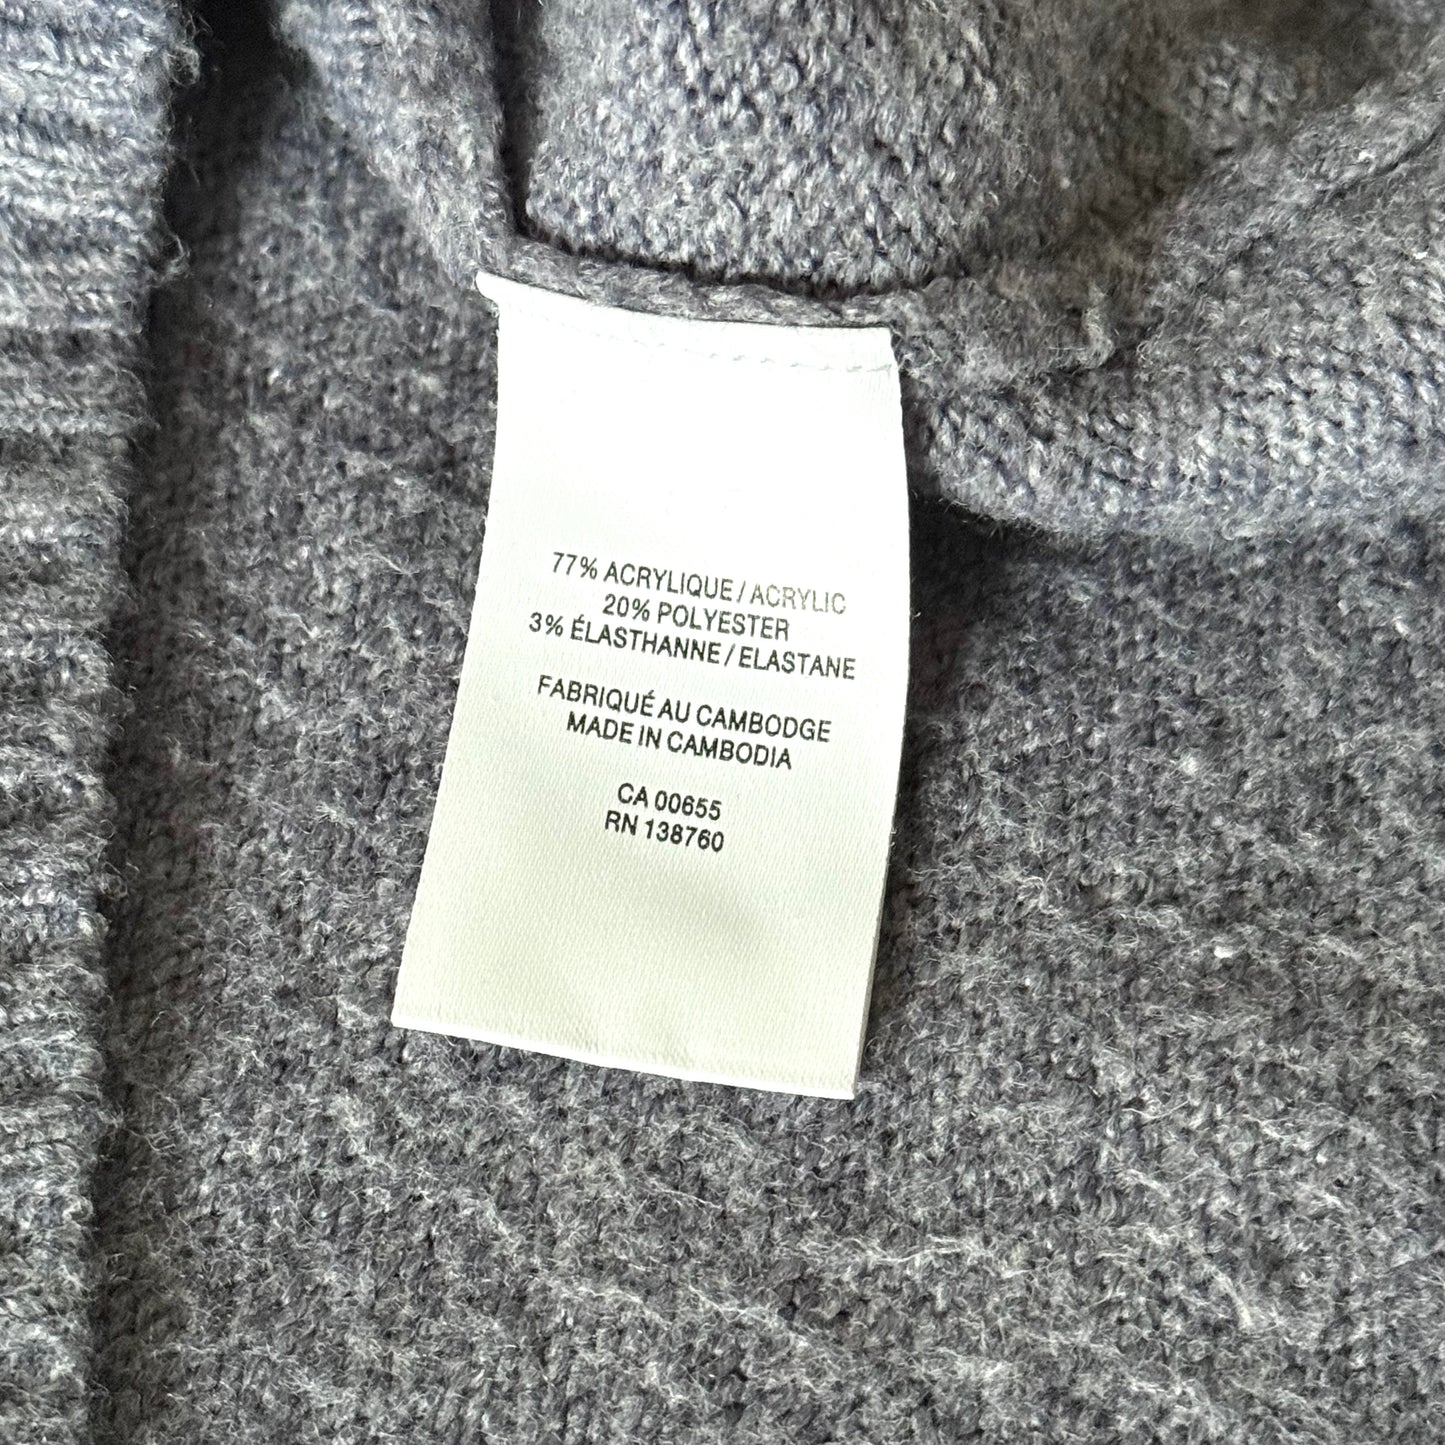 77% ACRYLIQUE / ACRYLIC
20% POLYESTER
3% ÉLASTHANNE / ELASTANE
FABRIQUÉ AU CAMBODGE
MADE IN CAMBODIA
CA 00655
RN 138760